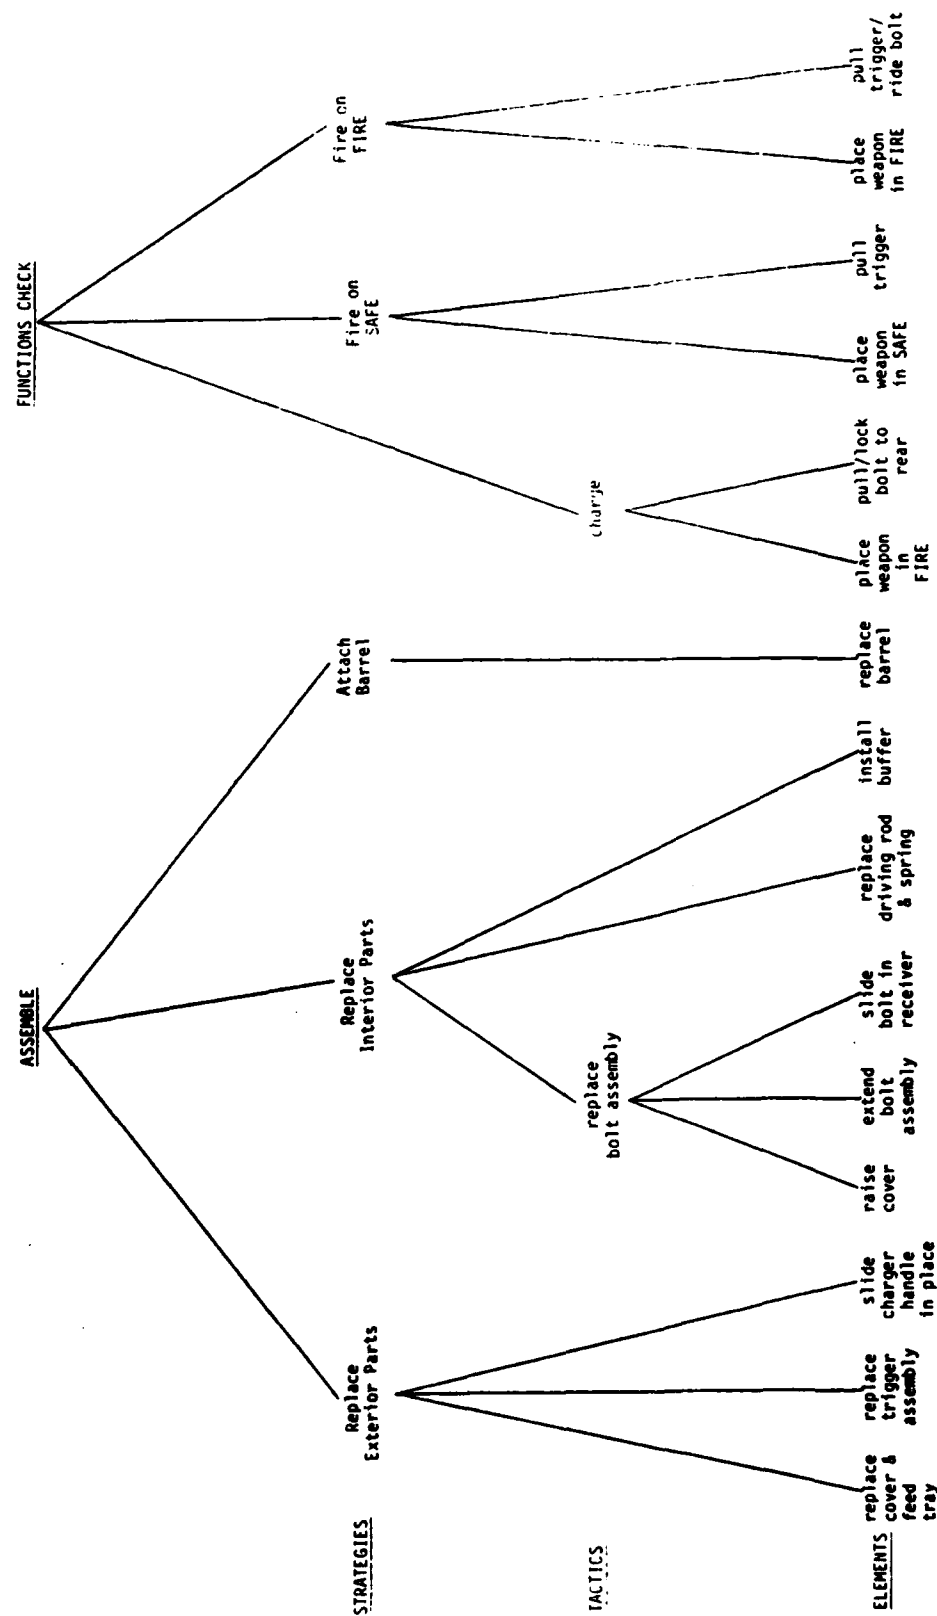 ASSEMBLE
FUNCTIONS CHECK
STRATEGIES
Replace
Exterior Parts
Replace
Interior Parts
Attach
Barrel
Fire on
SAFE
Fire on
FIRE
TACTICS
replace
bolt assembly
charge
ELEMENTS
replace
cover &
feed
tray
replace
trigger
assembly
slide
charger
handle
in place
raise
cover
extend
bolt
assembly
slide
bolt in
receiver
replace
driving rod
& spring
install
buffer
replace
barrel
place
weapon
in
FIRE
pull/lock
bolt to
rear
place
weapon
in SAFE
pull
trigger
place
weapon
in FIRE
pull
trigger/
ride bolt